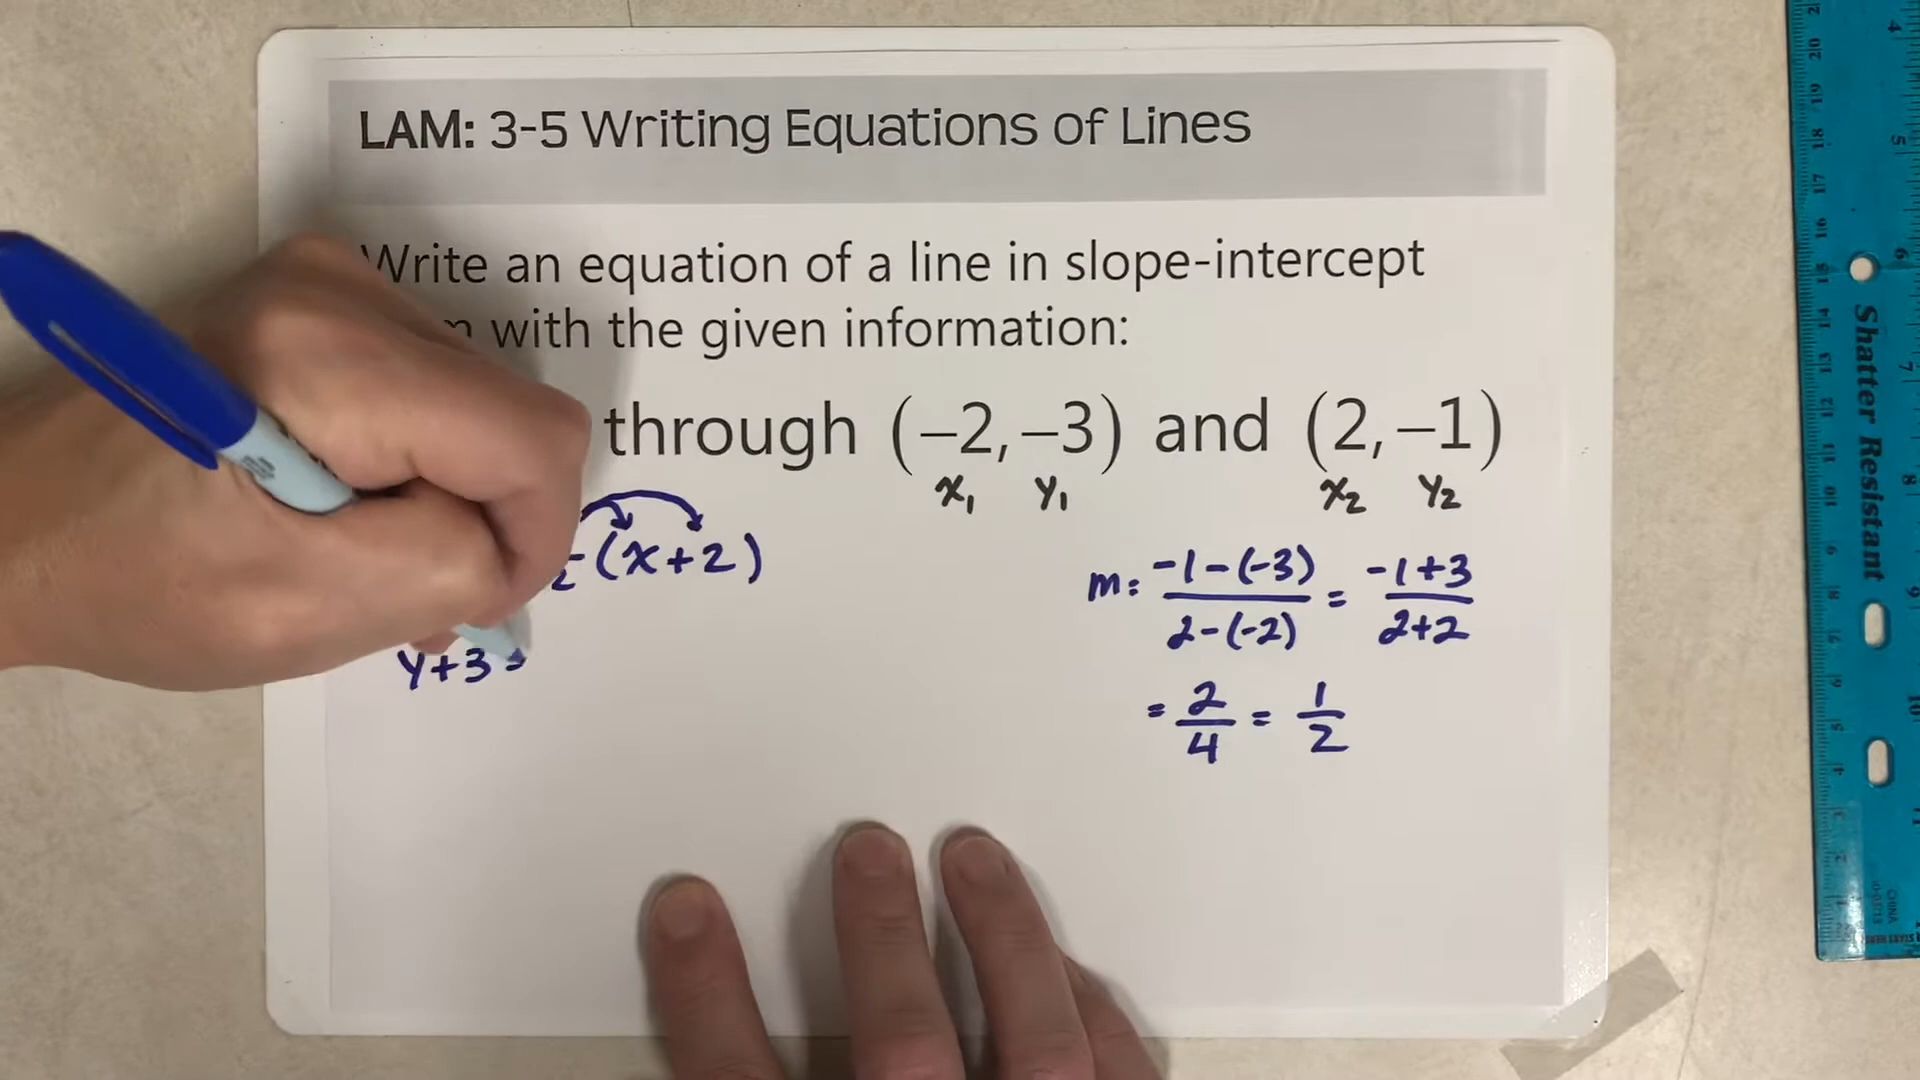 LAM: 3-5 Writing Equations of Lines
Write an equation of a line in slope-intercept
with the given information:
through (–2, –3) and (2, –1)
x₁ y₁ x₂ y₂
2 (x+2)
y+3 =
m = -1-(-3) / 2-(-2) = -1+3 / 2+2
= 2/4 = 1/2
Shatter Resistant
CHINA